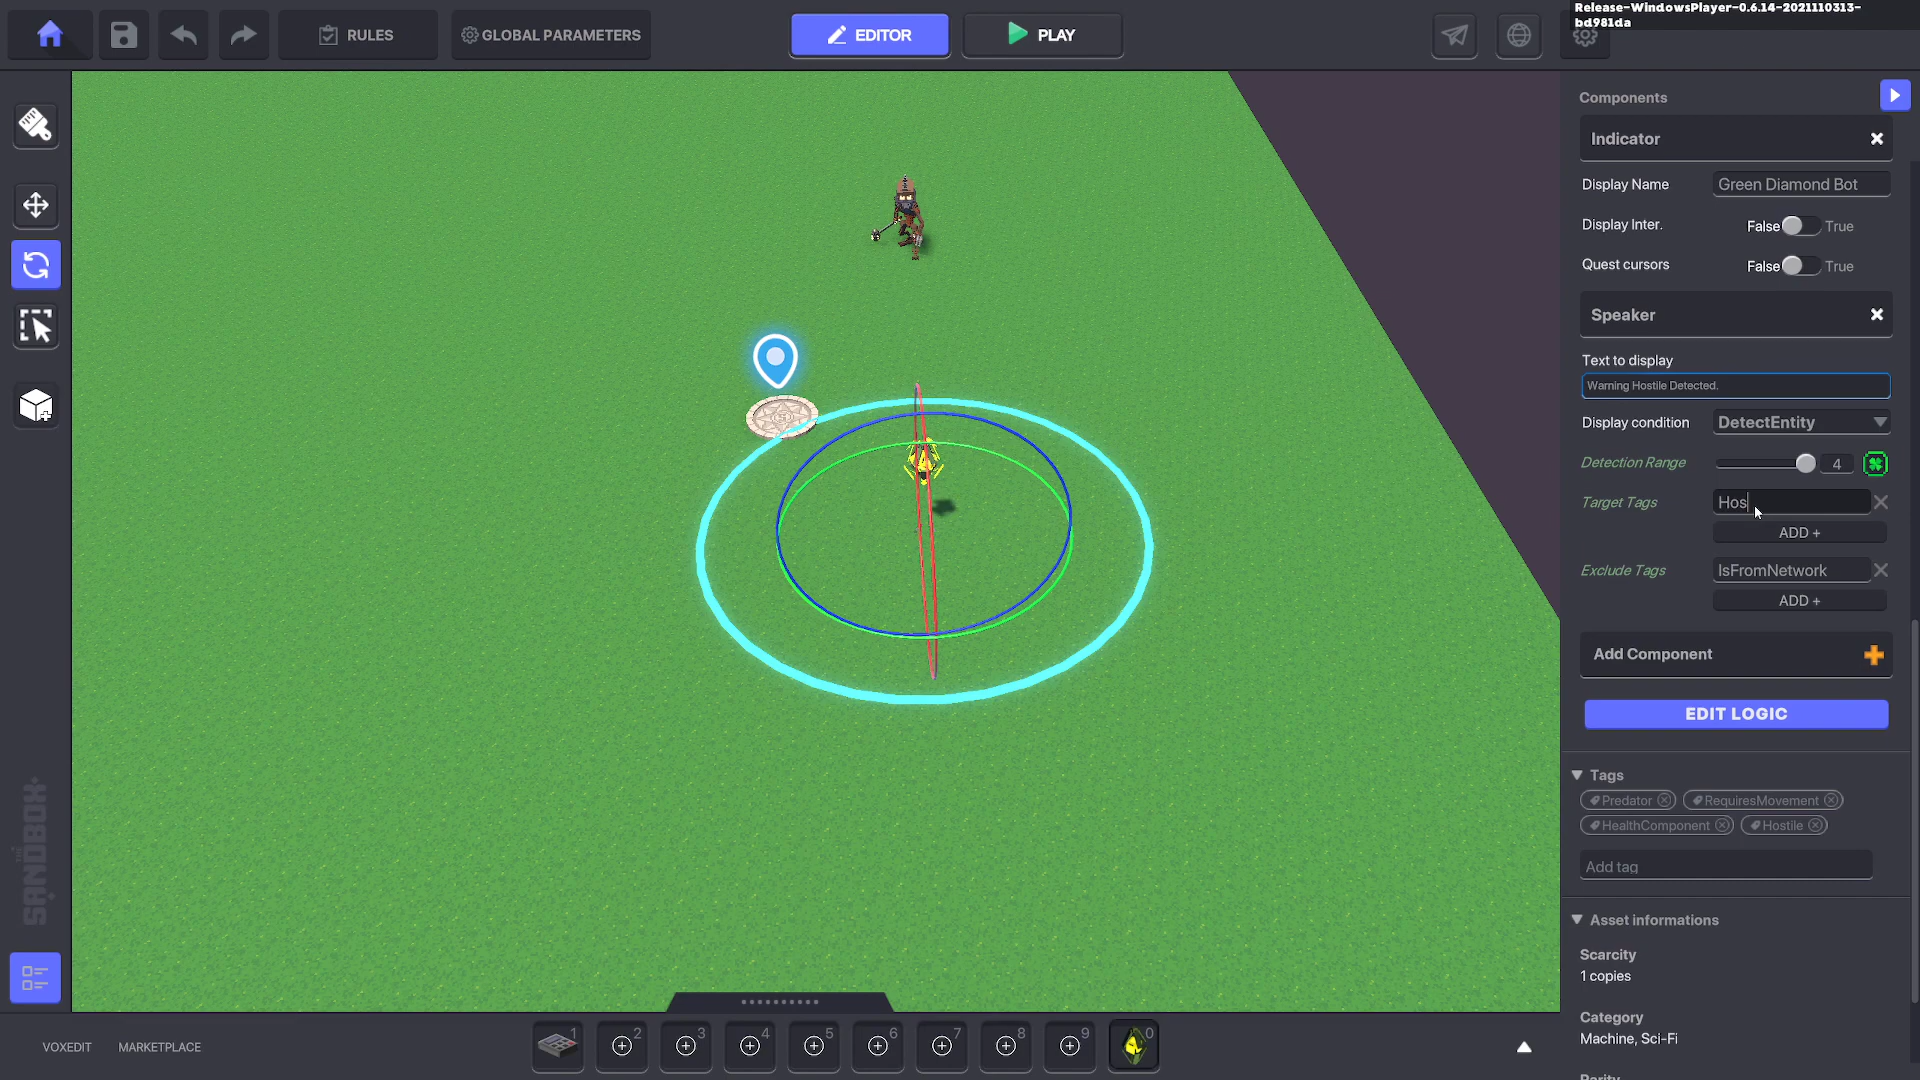 Release-WindowsPlayer-0.6.14-2021110313-
bd981da
RULES
GLOBAL PARAMETERS
EDITOR
PLAY
Components
Indicator
Display Name
Green Diamond Bot
Display Inter.
False True
Quest cursors
False True
Speaker
Text to display
Warning Hostile Detected.
Display condition
DetectEntity
Detection Range
4
Target Tags
Hos
ADD +
Exclude Tags
IsFromNetwork
ADD +
Add Component
EDIT LOGIC
Tags
Predator
RequiresMovement
HealthComponent
Hostile
Add tag
Asset informations
Scarcity
1 copies
Category
Machine, Sci-Fi
THE SANDBOX
VOXEDIT
MARKETPLACE
1
2
3
4
5
6
7
8
9
0